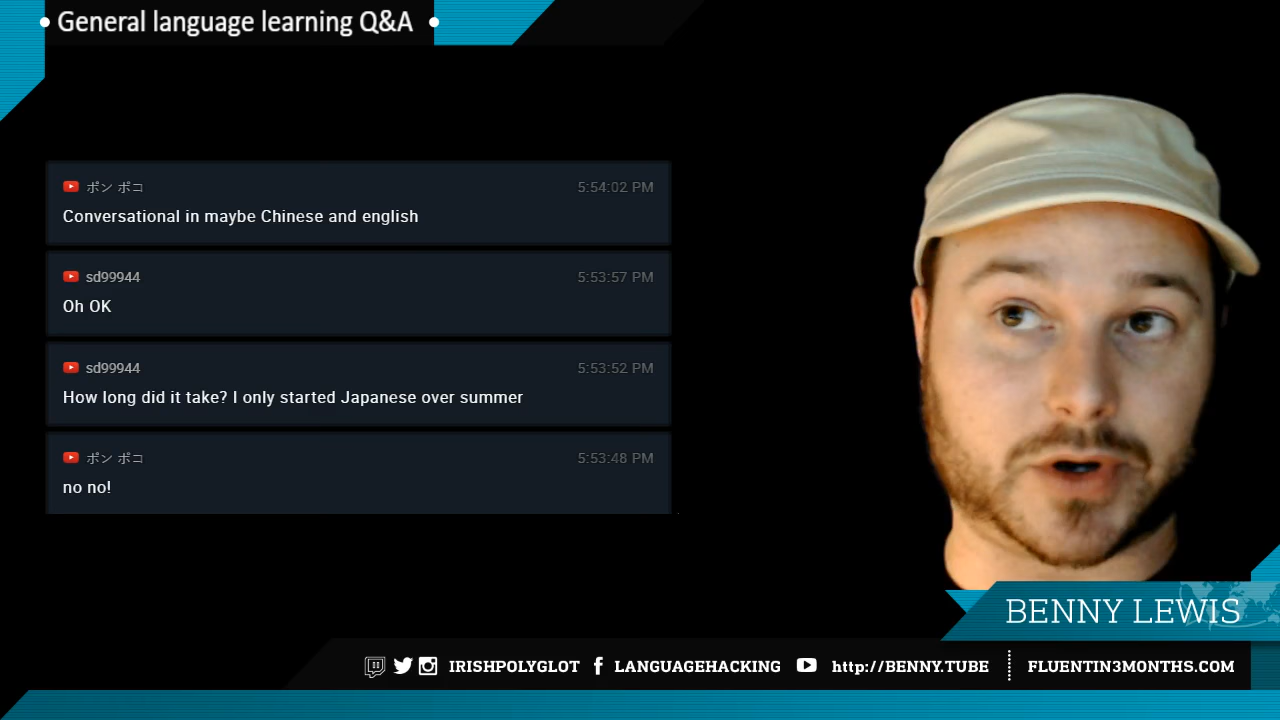 General language learning Q&A
ポン ポコ 5:54:02 PM
Conversational in maybe Chinese and english
sd99944 5:53:57 PM
Oh OK
sd99944 5:53:52 PM
How long did it take? I only started Japanese over summer
ポン ポコ 5:53:48 PM
no no!
BENNY LEWIS
IRISHPOLYGLOT LANGUAGEHACKING http://BENNY.TUBE FLUENTIN3MONTHS.COM